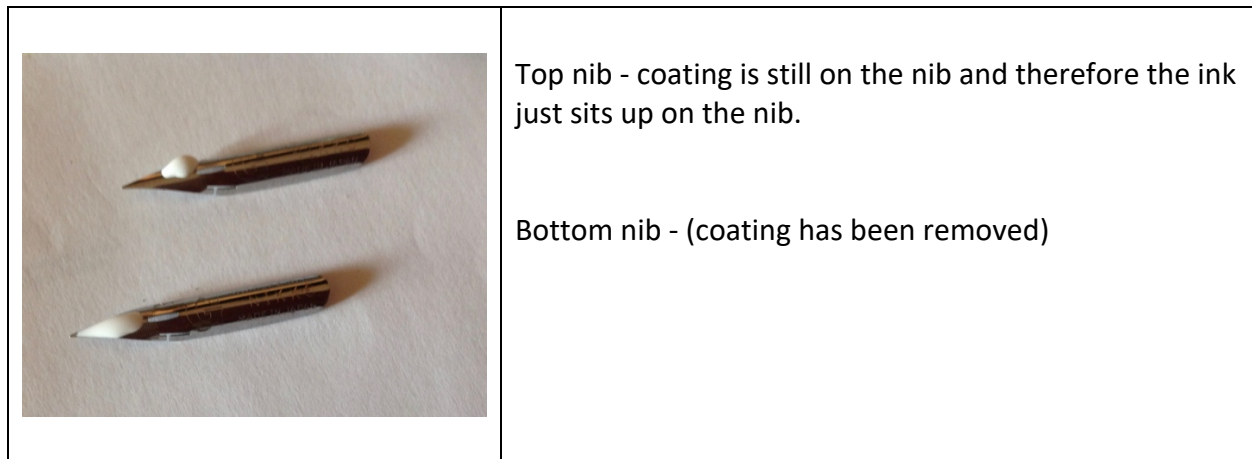 Top nib - coating is still on the nib and therefore the ink
just sits up on the nib.
Bottom nib - (coating has been removed)